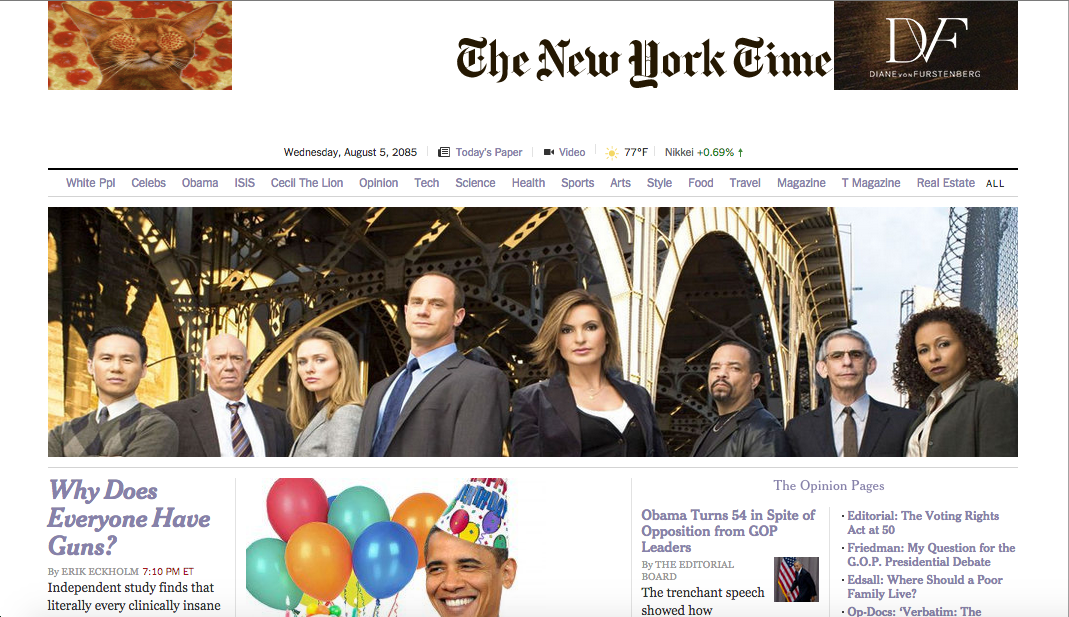 The New York Time
DVF
DIANE VON FURSTENBERG
Wednesday, August 5, 2085 Today's Paper Video 77°F Nikkei +0.69% ↑
White Ppl Celebs Obama ISIS Cecil The Lion Opinion Tech Science Health Sports Arts Style Food Travel Magazine T Magazine Real Estate ALL
Why Does
Everyone Have
Guns?
By ERIK ECKHOLM 7:10 PM ET
Independent study finds that
literally every clinically insane
HAPPY
BIRTHDAY
Obama Turns 54 in Spite of
Opposition from GOP
Leaders
By THE EDITORIAL
BOARD
The trenchant speech
showed how
The Opinion Pages
· Editorial: The Voting Rights
Act at 50
· Friedman: My Question for the
G.O.P. Presidential Debate
· Edsall: Where Should a Poor
Family Live?
· Op-Docs: 'Verbatim: The